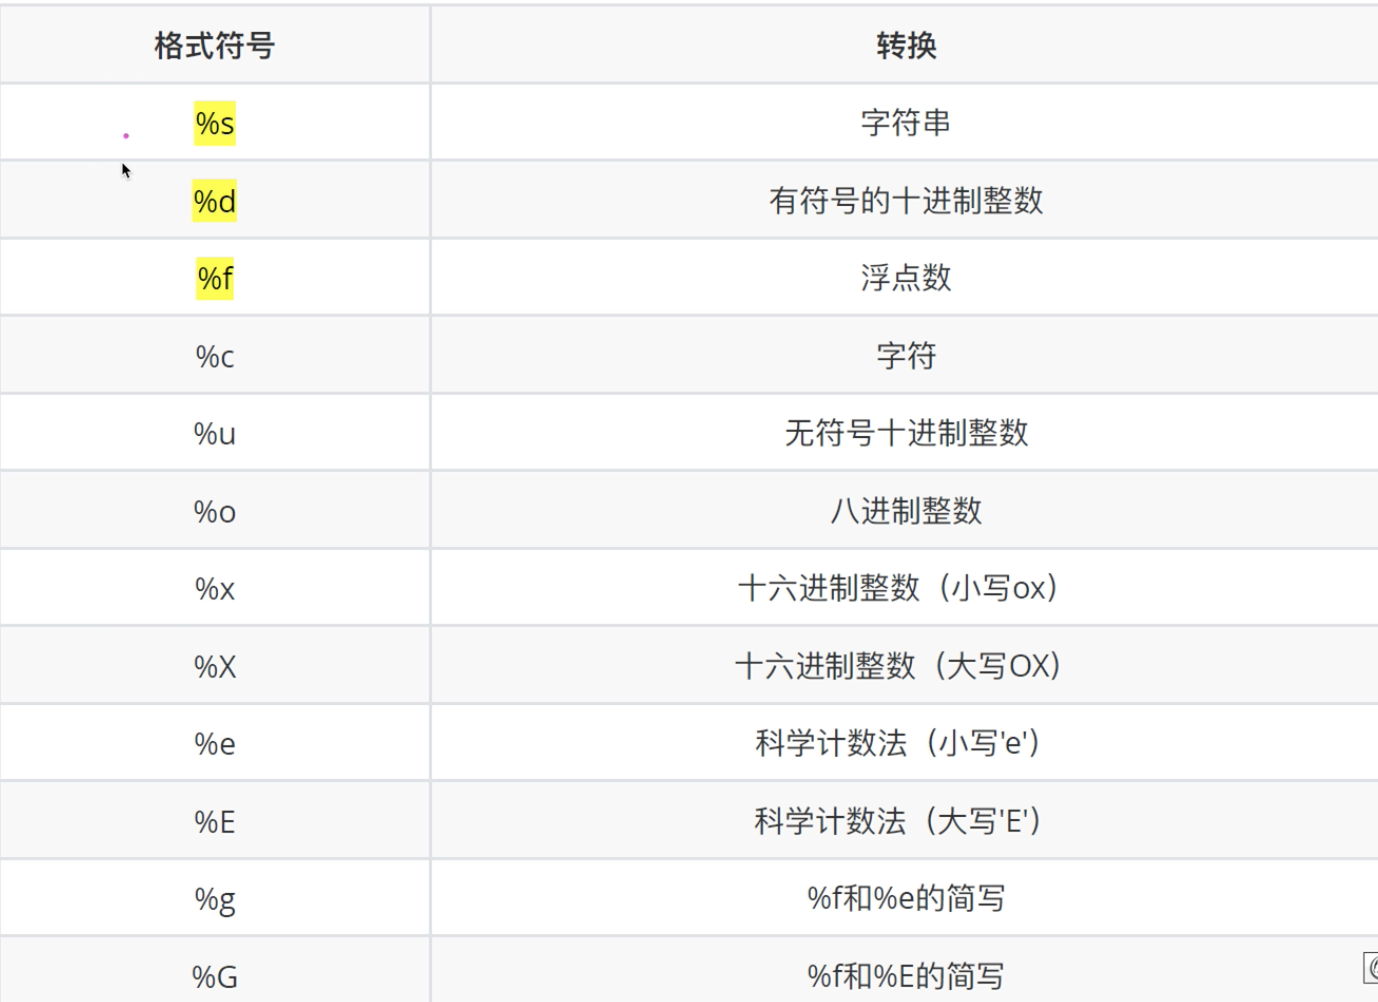 格式符号 转换
%s 字符串
%d 有符号的十进制整数
%f 浮点数
%c 字符
%u 无符号十进制整数
%o 八进制整数
%x 十六进制整数（小写ox）
%X 十六进制整数（大写OX）
%e 科学计数法（小写'e'）
%E 科学计数法（大写'E'）
%g %f和%e的简写
%G %f和%E的简写